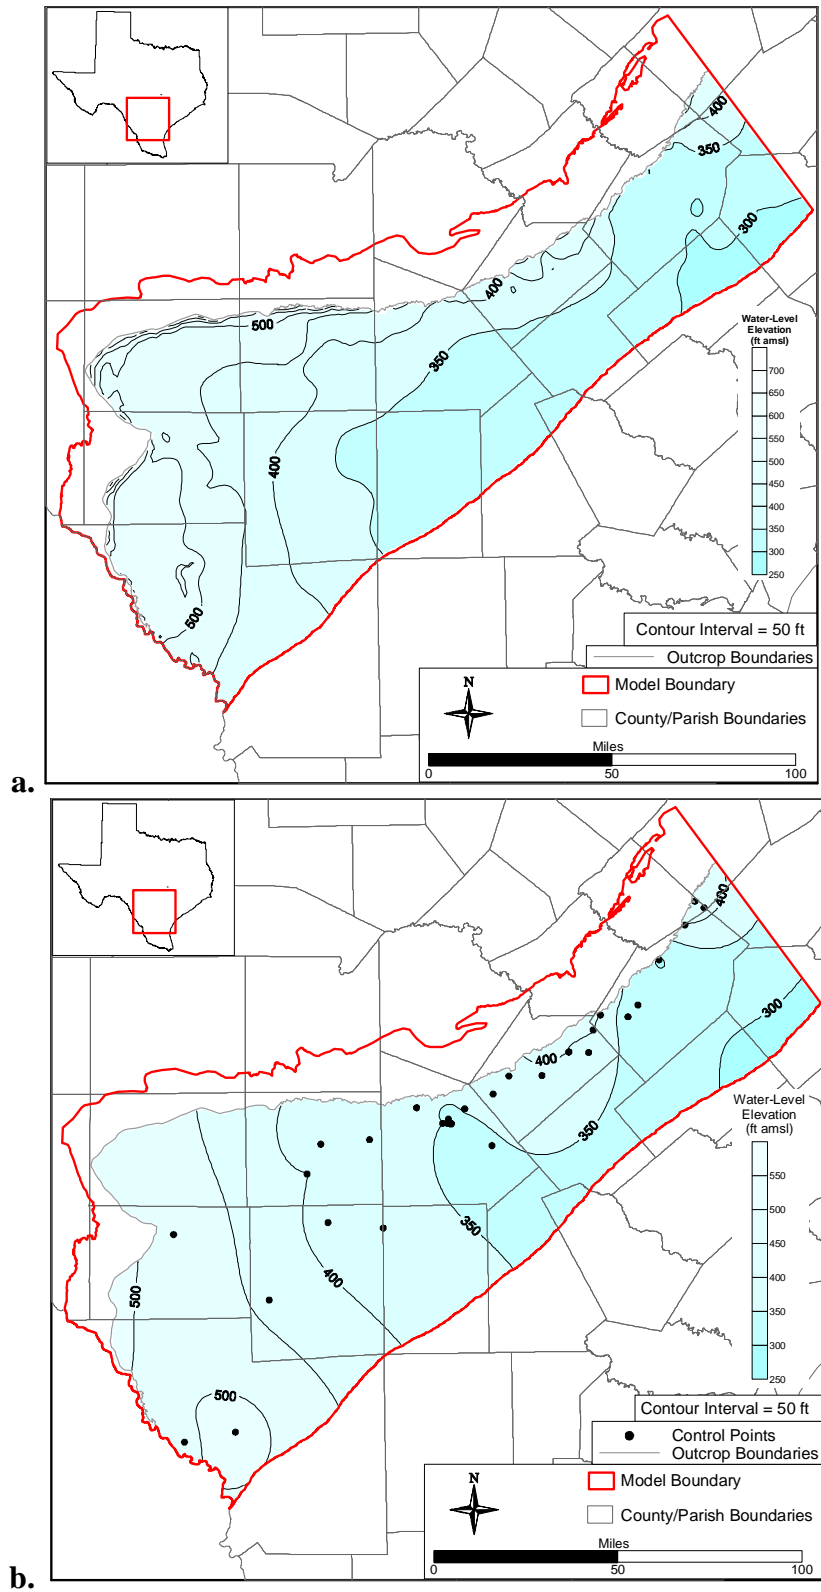 400
350
300
400
500
350
400
500
Water-Level
Elevation
(ft amsl)
700
650
600
550
500
450
400
350
300
250
Contour Interval = 50 ft
Outcrop Boundaries
N
Model Boundary
County/Parish Boundaries
Miles
0 50 100
a.
400
300
400
350
350
400
500
500
Water-Level
Elevation
(ft amsl)
550
500
450
400
350
300
250
Contour Interval = 50 ft
Control Points
Outcrop Boundaries
N
Model Boundary
County/Parish Boundaries
Miles
0 50 100
b.